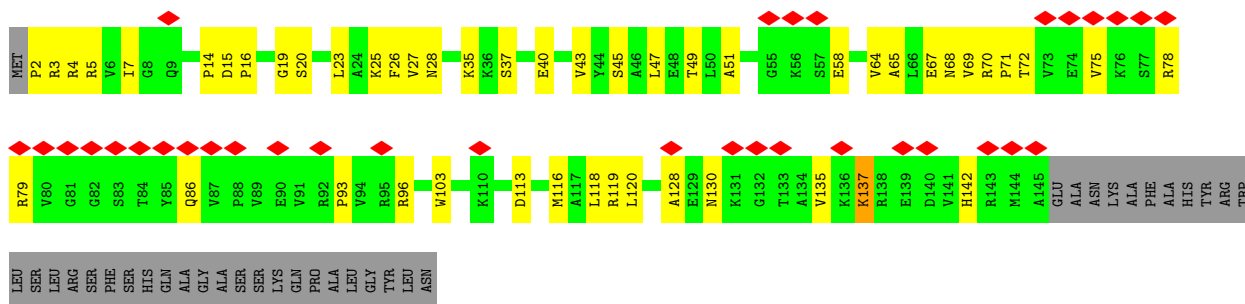 MET P2 R3 R4 R5 V6 I7 G8 Q9 P14 D15 P16 G19 S20 L23 A24 K25 F26 V27 N28 K35 K36 S37 E40 V43 Y44 S45 A46 L47 E48 T49 L50 A51 G55 K56 S57 E58 V64 A65 L66 E67 N68 V69 R70 P71 T72 V73 E74 V75 K76 S77 R78
R79 V80 G81 G82 S83 T84 Y85 Q86 V87 P88 V89 E90 V91 R92 P93 V94 R95 R96 W103 K110 D113 M116 A117 L118 R119 L120 A128 E129 N130 K131 G132 T133 A134 V135 K136 K137 R138 E139 D140 V141 H142 R143 M144 A145 GLU ALA ASN LYS ALA PHE ALA HIS TYR ARG TRP
LEU SER LEU ARG SER PHE SER HIS GLN ALA GLY ALA SER SER LYS GLN PRO ALA LEU GLY TYR LEU ASN